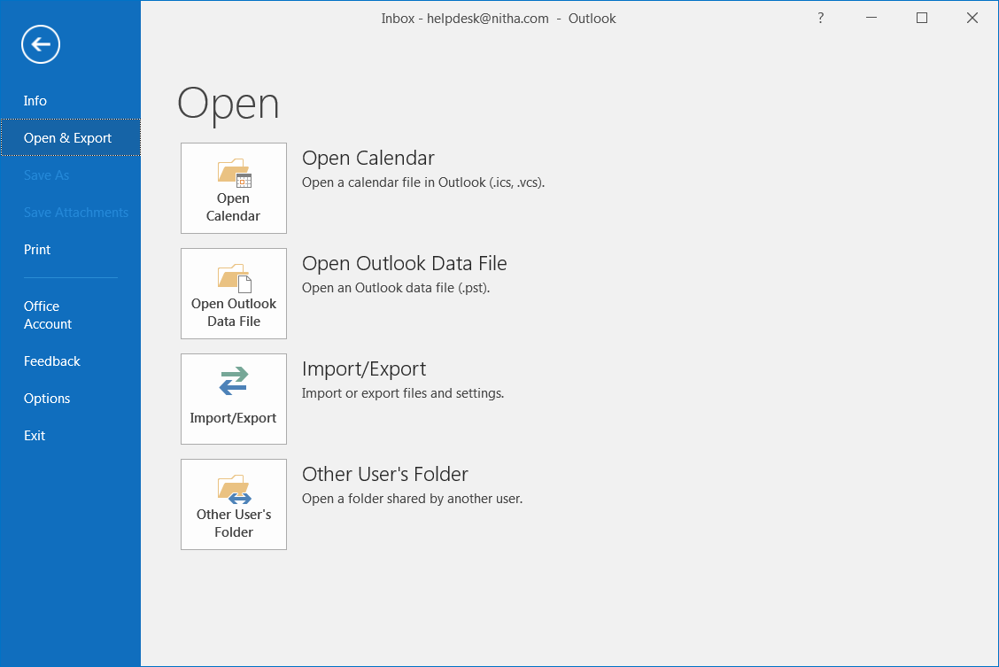 Inbox - helpdesk@nitha.com - Outlook
?
Info
Open & Export
Save As
Save Attachments
Print
Office
Account
Feedback
Options
Exit
Open
Open
Calendar
Open Calendar
Open a calendar file in Outlook (.ics, .vcs).
Open Outlook
Data File
Open Outlook Data File
Open an Outlook data file (.pst).
Import/Export
Import/Export
Import or export files and settings.
Other User's
Folder
Other User's Folder
Open a folder shared by another user.